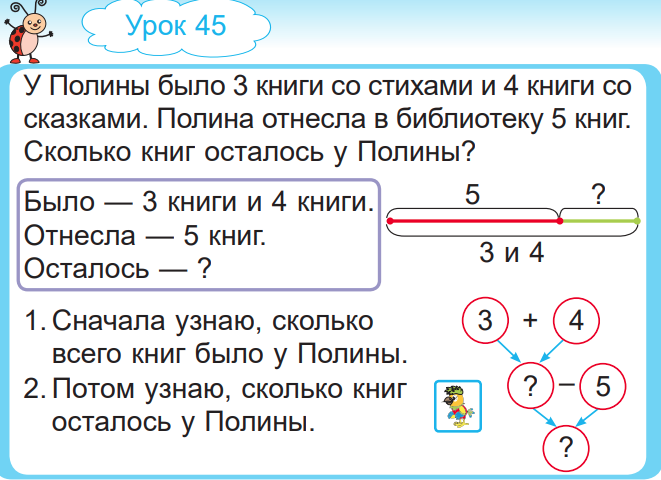 Урок 45
У Полины было 3 книги со стихами и 4 книги со
сказками. Полина отнесла в библиотеку 5 книг.
Сколько книг осталось у Полины?
Было — 3 книги и 4 книги.
Отнесла — 5 книг.
Осталось — ?
5 ?
3 и 4
1. Сначала узнаю, сколько
всего книг было у Полины.
2. Потом узнаю, сколько книг
осталось у Полины.
3 + 4
? – 5
?